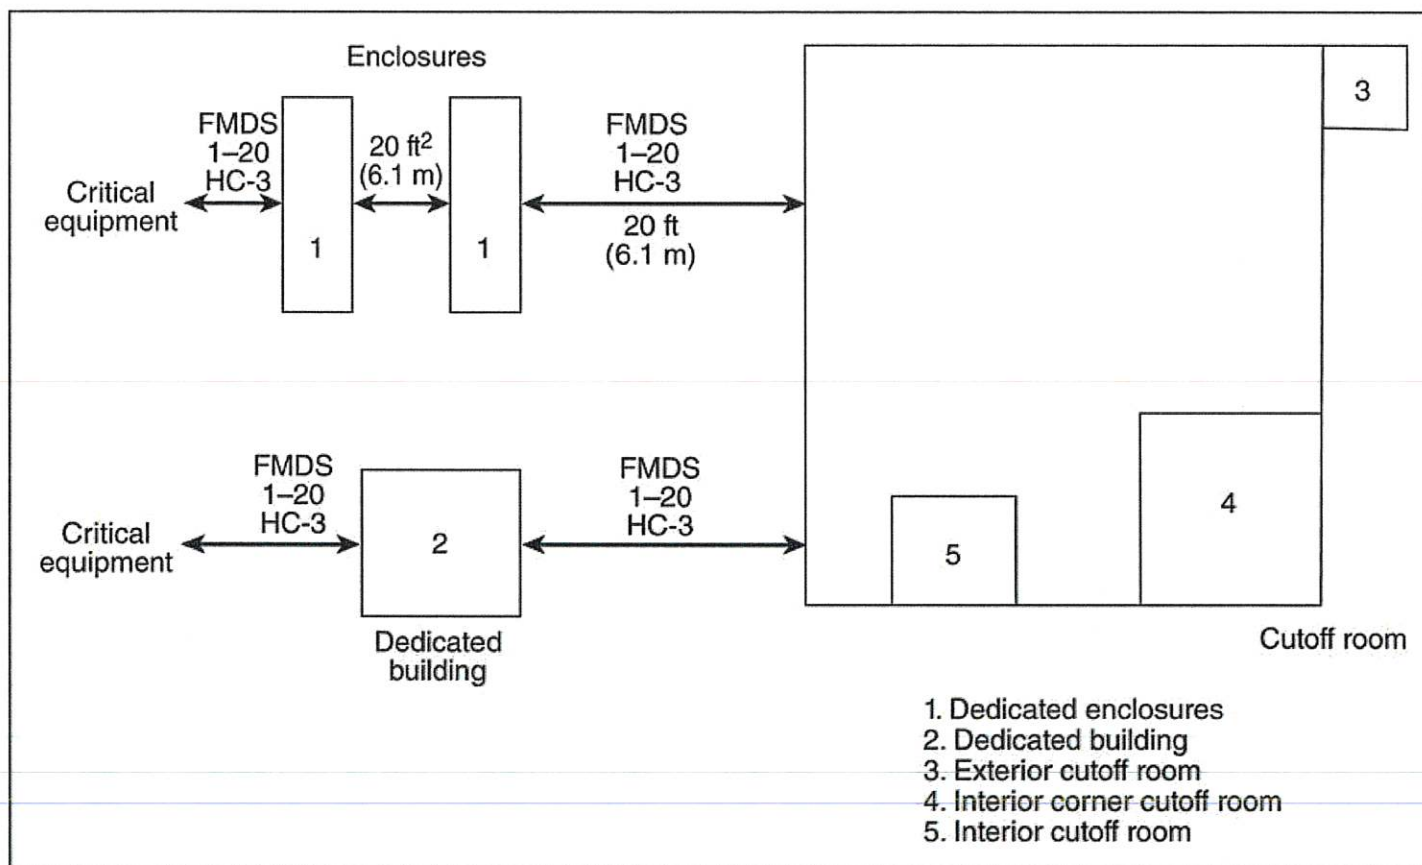 Enclosures
FMDS
1–20
HC-3
20 ft²
(6.1 m)
FMDS
1–20
HC-3
20 ft
(6.1 m)
Critical
equipment
1
1
3
FMDS
1–20
HC-3
FMDS
1–20
HC-3
Critical
equipment
2
5
4
Dedicated
building
Cutoff room
1. Dedicated enclosures
2. Dedicated building
3. Exterior cutoff room
4. Interior corner cutoff room
5. Interior cutoff room